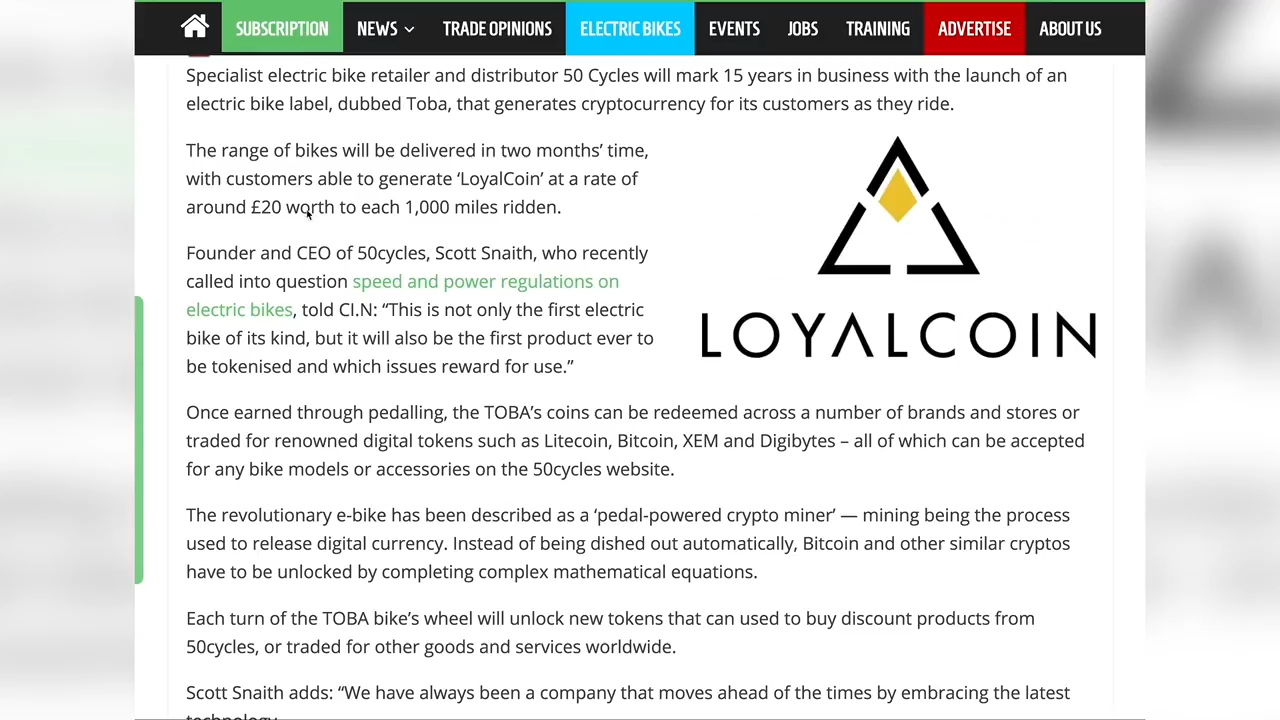 SUBSCRIPTION NEWS TRADE OPINIONS ELECTRIC BIKES EVENTS JOBS TRAINING ADVERTISE ABOUT US
Specialist electric bike retailer and distributor 50 Cycles will mark 15 years in business with the launch of an
electric bike label, dubbed Toba, that generates cryptocurrency for its customers as they ride.
The range of bikes will be delivered in two months’ time,
with customers able to generate ‘LoyalCoin’ at a rate of
around £20 worth to each 1,000 miles ridden.
Founder and CEO of 50cycles, Scott Snaith, who recently
called into question speed and power regulations on
electric bikes, told CI.N: “This is not only the first electric
bike of its kind, but it will also be the first product ever to
be tokenised and which issues reward for use.”
LOYALCOIN
Once earned through pedalling, the TOBA’s coins can be redeemed across a number of brands and stores or
traded for renowned digital tokens such as Litecoin, Bitcoin, XEM and Digibytes – all of which can be accepted
for any bike models or accessories on the 50cycles website.
The revolutionary e-bike has been described as a ‘pedal-powered crypto miner’ — mining being the process
used to release digital currency. Instead of being dished out automatically, Bitcoin and other similar cryptos
have to be unlocked by completing complex mathematical equations.
Each turn of the TOBA bike’s wheel will unlock new tokens that can used to buy discount products from
50cycles, or traded for other goods and services worldwide.
Scott Snaith adds: “We have always been a company that moves ahead of the times by embracing the latest
technology